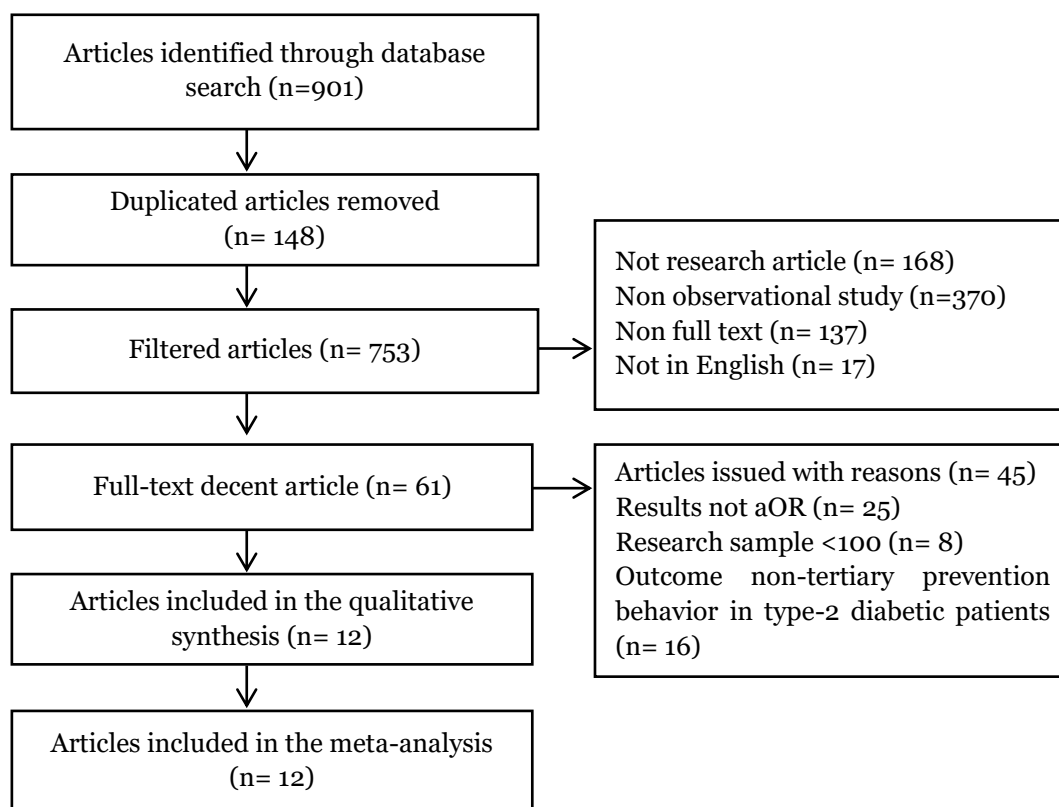 Articles identified through database
search (n=901)
Duplicated articles removed
(n= 148)
Filtered articles (n= 753)
Not research article (n= 168)
Non observational study (n=370)
Non full text (n= 137)
Not in English (n= 17)
Full-text decent article (n= 61)
Articles issued with reasons (n= 45)
Results not aOR (n= 25)
Research sample <100 (n= 8)
Outcome non-tertiary prevention
behavior in type-2 diabetic patients
(n= 16)
Articles included in the qualitative
synthesis (n= 12)
Articles included in the meta-analysis
(n= 12)